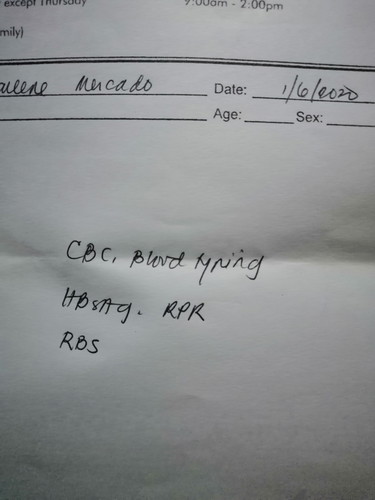 except Thursday 9:00am - 2:00pm
mily)
Mercado Date: 1/6/2020
Age: Sex:
CBC, Blood typing
HBsAg. RPR
RBS